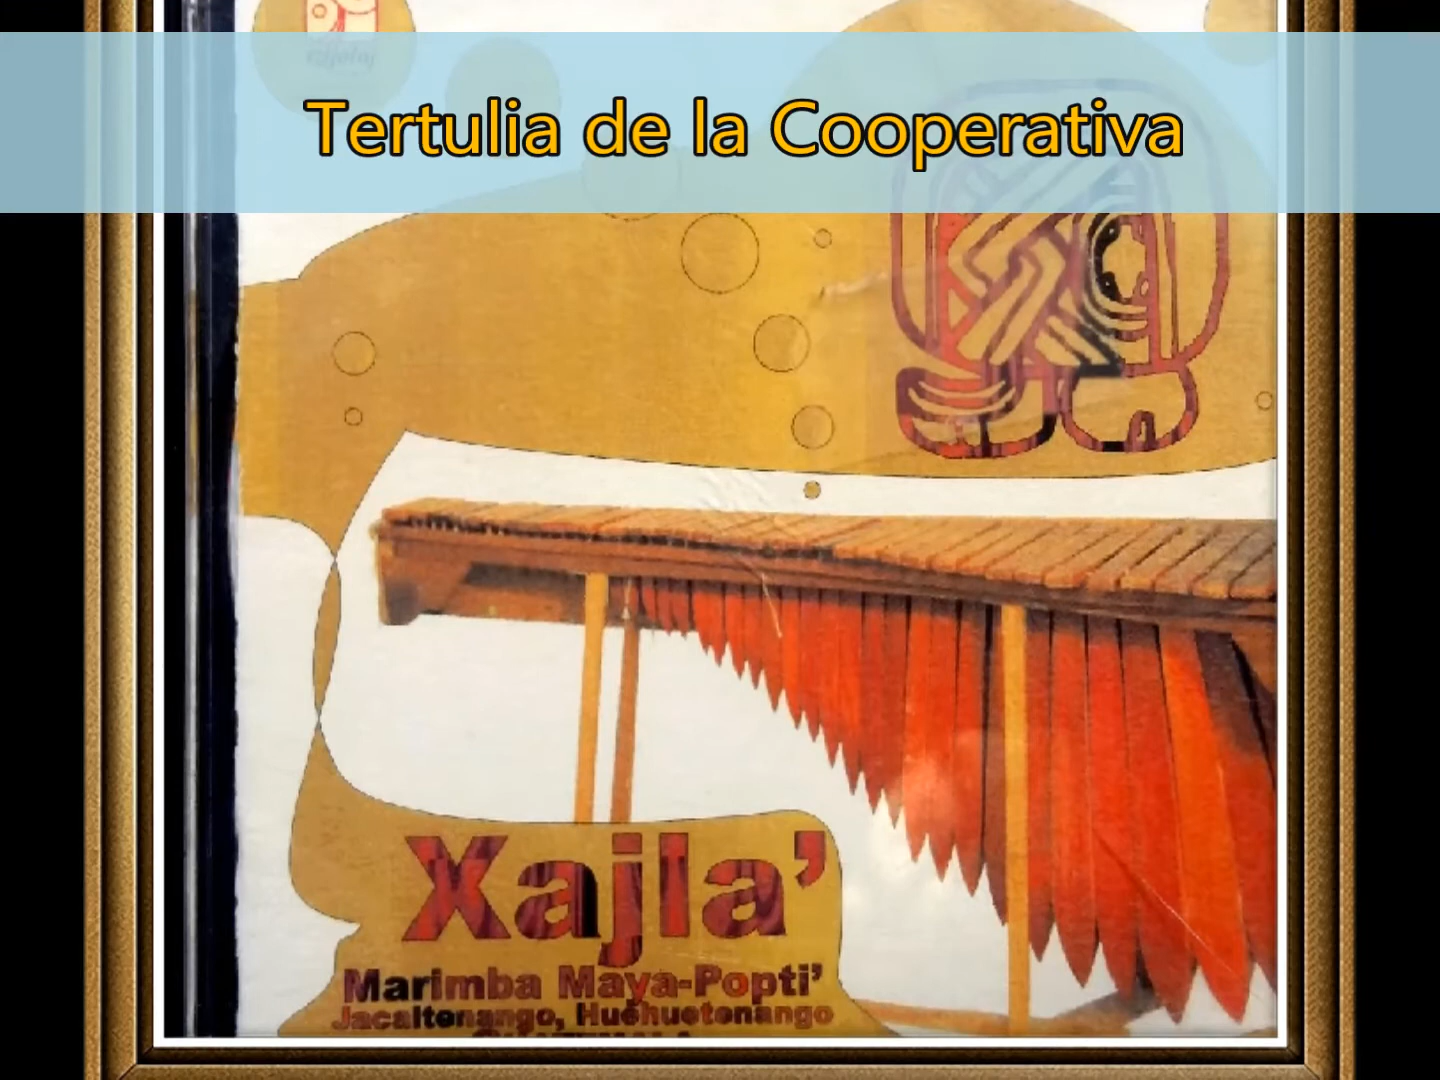 Tertulia de la Cooperativa
Xajla’
Marimba Maya-Popti’
Jacaltenango, Huehuetenango